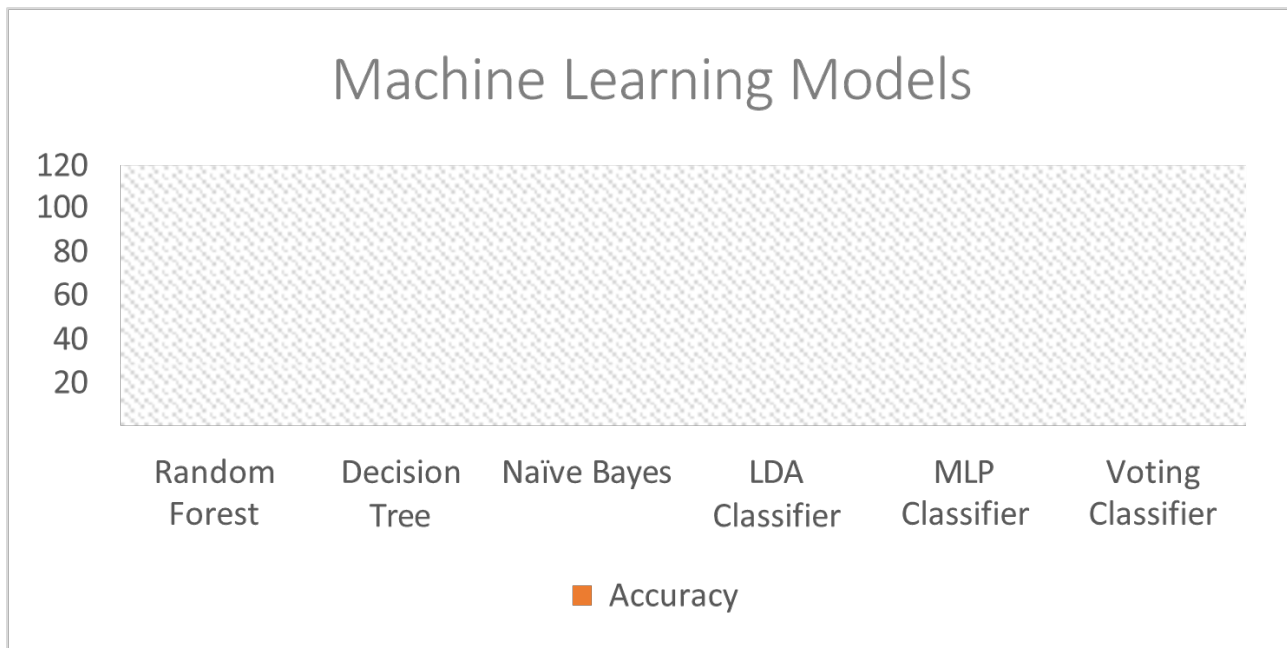 Machine Learning Models
120
100
80
60
40
20
Random
Forest
Decision
Tree
Naïve Bayes
LDA
Classifier
MLP
Classifier
Voting
Classifier
Accuracy